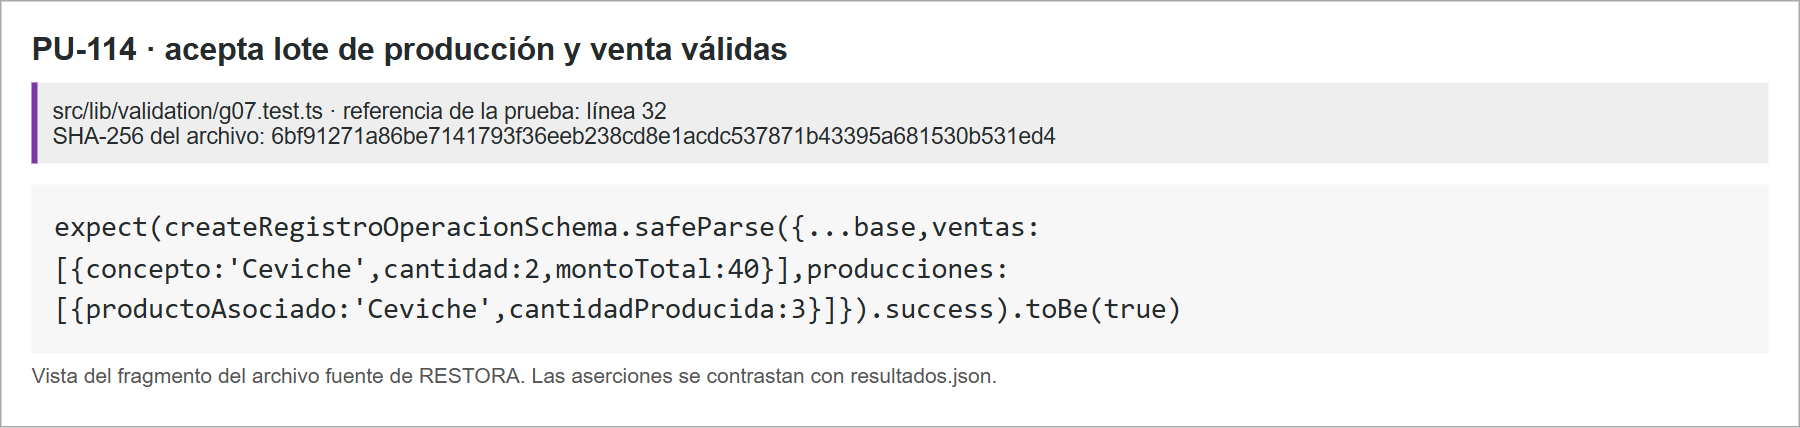 PU-114 · acepta lote de producción y venta válidas
src/lib/validation/g07.test.ts · referencia de la prueba: línea 32
SHA-256 del archivo: 6bf91271a86be7141793f36eeb238cd8e1acdc537871b43395a681530b531ed4
expect(createRegistroOperacionSchema.safeParse({...base,ventas:
[{concepto:'Ceviche',cantidad:2,montoTotal:40}],producciones:
[{productoAsociado:'Ceviche',cantidadProducida:3}]}).success).toBe(true)
Vista del fragmento del archivo fuente de RESTORA. Las aserciones se contrastan con resultados.json.